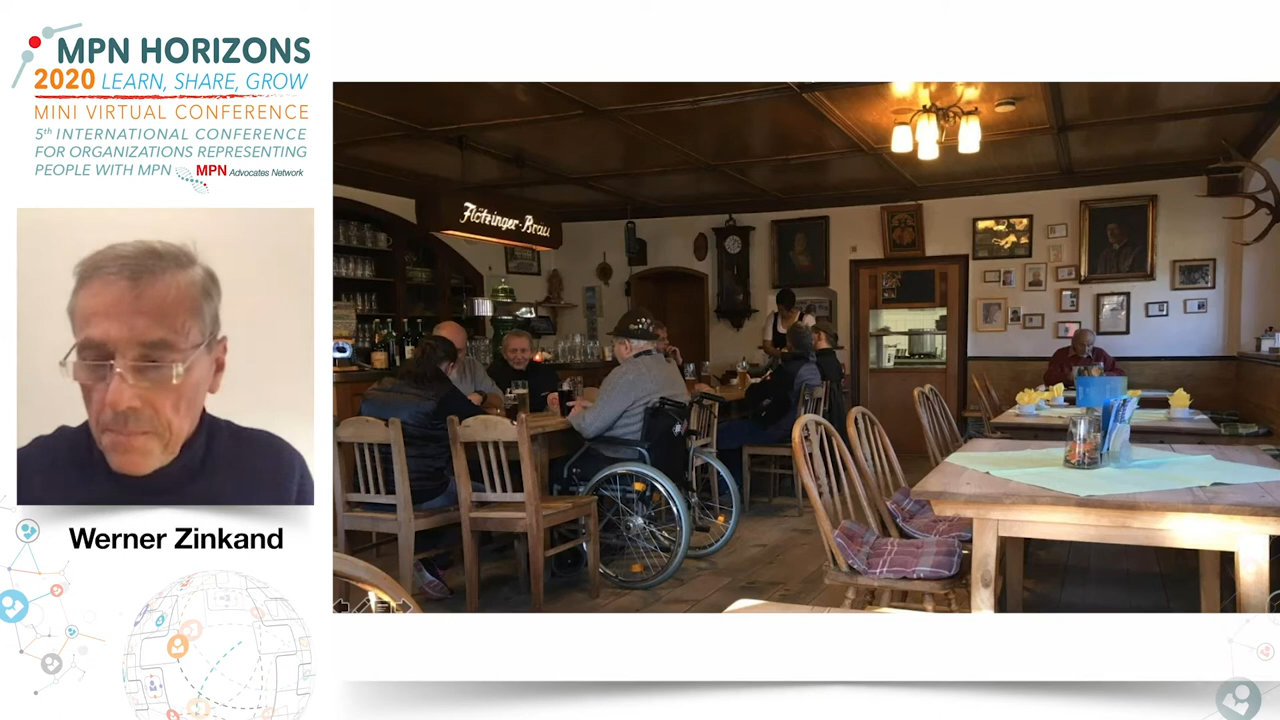 MPN HORIZONS
2020 LEARN, SHARE, GROW
MINI VIRTUAL CONFERENCE
5th INTERNATIONAL CONFERENCE
FOR ORGANIZATIONS REPRESENTING
PEOPLE WITH MPN
MPN Advocates Network
Werner Zinkand
Flötzinger-Bräu